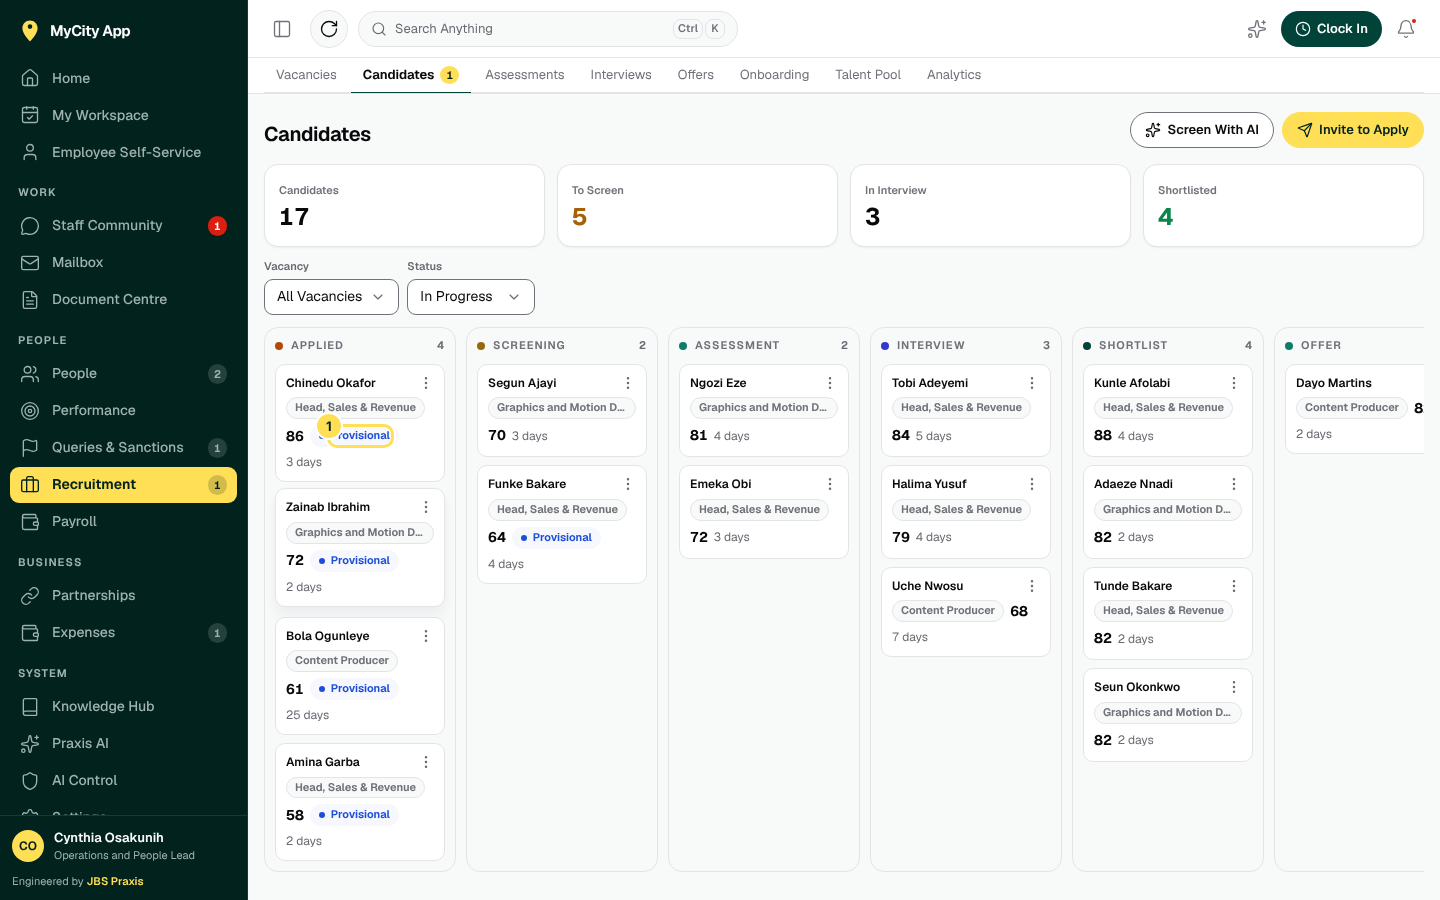 MyCity App
Home
My Workspace
Employee Self-Service
WORK
Staff Community 1
Mailbox
Document Centre
PEOPLE
People 2
Performance
Queries & Sanctions 1
Recruitment 1
Payroll
BUSINESS
Partnerships
Expenses 1
SYSTEM
Knowledge Hub
Praxis AI
AI Control
CO
Cynthia Osakunih
Operations and People Lead
Engineered by JBS Praxis
Search Anything Ctrl K
Clock In
Vacancies Candidates 1 Assessments Interviews Offers Onboarding Talent Pool Analytics
Candidates
Screen With AI
Invite to Apply
Candidates
17
To Screen
5
In Interview
3
Shortlisted
4
Vacancy
All Vacancies
Status
In Progress
APPLIED 4
Chinedu Okafor
Head, Sales & Revenue
86 1 rovisional
3 days
Zainab Ibrahim
Graphics and Motion D...
72 Provisional
2 days
Bola Ogunleye
Content Producer
61 Provisional
25 days
Amina Garba
Head, Sales & Revenue
58 Provisional
2 days
SCREENING 2
Segun Ajayi
Graphics and Motion D...
70 3 days
Funke Bakare
Head, Sales & Revenue
64 Provisional
4 days
ASSESSMENT 2
Ngozi Eze
Graphics and Motion D...
81 4 days
Emeka Obi
Head, Sales & Revenue
72 3 days
INTERVIEW 3
Tobi Adeyemi
Head, Sales & Revenue
84 5 days
Halima Yusuf
Head, Sales & Revenue
79 4 days
Uche Nwosu
Content Producer 68
7 days
SHORTLIST 4
Kunle Afolabi
Head, Sales & Revenue
88 4 days
Adaeze Nnadi
Graphics and Motion D...
82 2 days
Tunde Bakare
Head, Sales & Revenue
82 2 days
Seun Okonkwo
Graphics and Motion D...
82 2 days
OFFER
Dayo Martins
Content Producer
2 days